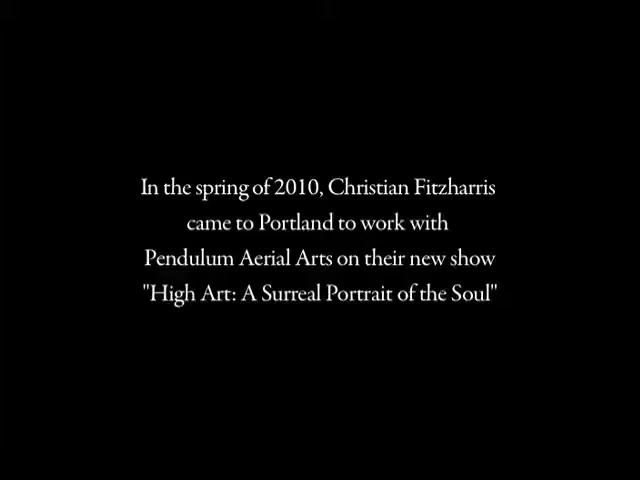 In the spring of 2010, Christian Fitzharris
came to Portland to work with
Pendulum Aerial Arts on their new show
"High Art: A Surreal Portrait of the Soul"